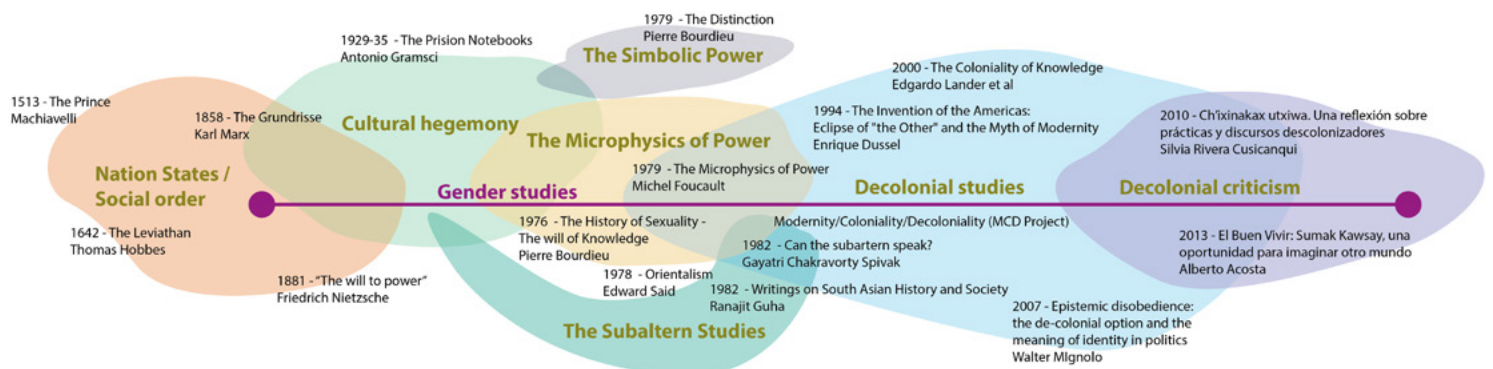 1513 - The Prince
Machiavelli
Nation States /
Social order
1642 - The Leviathan
Thomas Hobbes
1858 - The Grundrisse
Karl Marx
1881 - "The will to power"
Friedrich Nietzsche
1929-35 - The Prision Notebooks
Antonio Gramsci
Cultural hegemony
Gender studies
1979 - The Distinction
Pierre Bourdieu
The Simbolic Power
The Microphysics of Power
1979 - The Microphysics of Power
Michel Foucault
1976 - The History of Sexuality -
The will of Knowledge
Pierre Bourdieu
1978 - Orientalism
Edward Said
1982 - Can the subartern speak?
Gayatri Chakravorty Spivak
1982 - Writings on South Asian History and Society
Ranajit Guha
The Subaltern Studies
2000 - The Coloniality of Knowledge
Edgardo Lander et al
1994 - The Invention of the Americas:
Eclipse of "the Other" and the Myth of Modernity
Enrique Dussel
Decolonial studies
Modernity/Coloniality/Decoloniality (MCD Project)
2007 - Epistemic disobedience:
the de-colonial option and the
meaning of identity in politics
Walter MIgnolo
2010 - Ch'ixinakax utxiwa. Una reflexión sobre
prácticas y discursos descolonizadores
Silvia Rivera Cusicanqui
Decolonial criticism
2013 - El Buen Vivir: Sumak Kawsay, una
oportunidad para imaginar otro mundo
Alberto Acosta